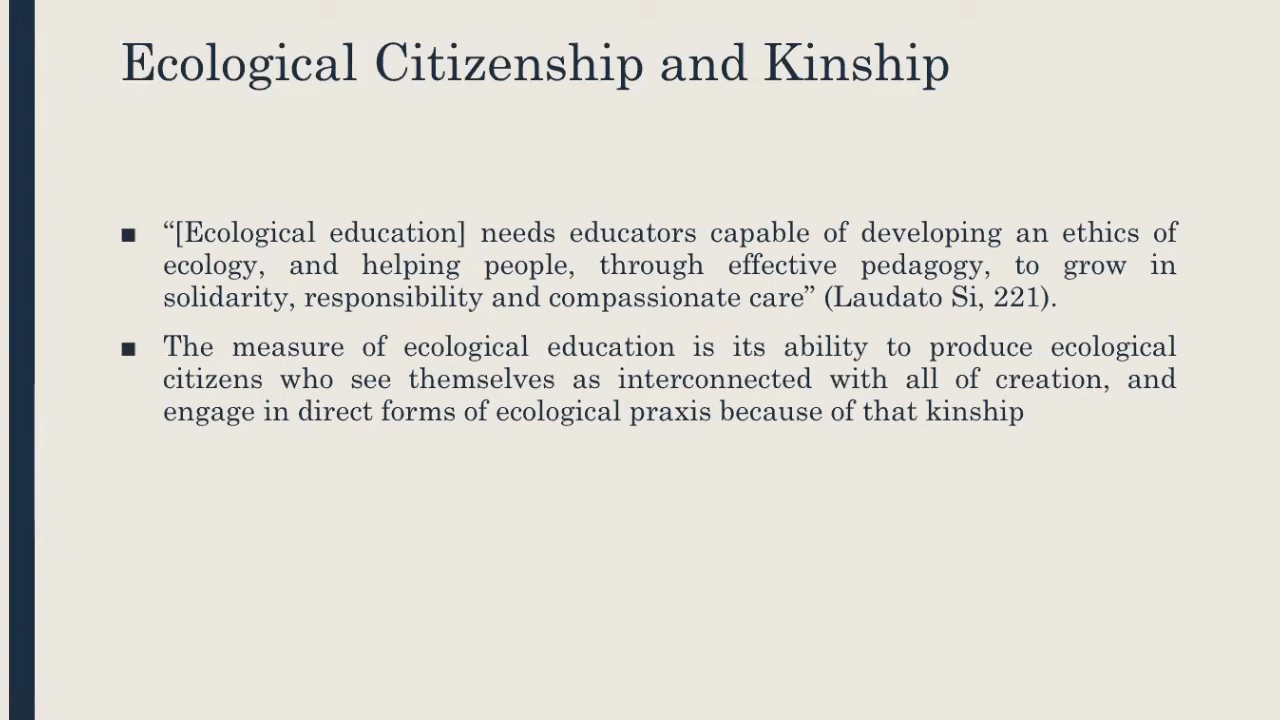 Ecological Citizenship and Kinship
▪ “[Ecological education] needs educators capable of developing an ethics of
ecology, and helping people, through effective pedagogy, to grow in
solidarity, responsibility and compassionate care” (Laudato Si, 221).
▪ The measure of ecological education is its ability to produce ecological
citizens who see themselves as interconnected with all of creation, and
engage in direct forms of ecological praxis because of that kinship